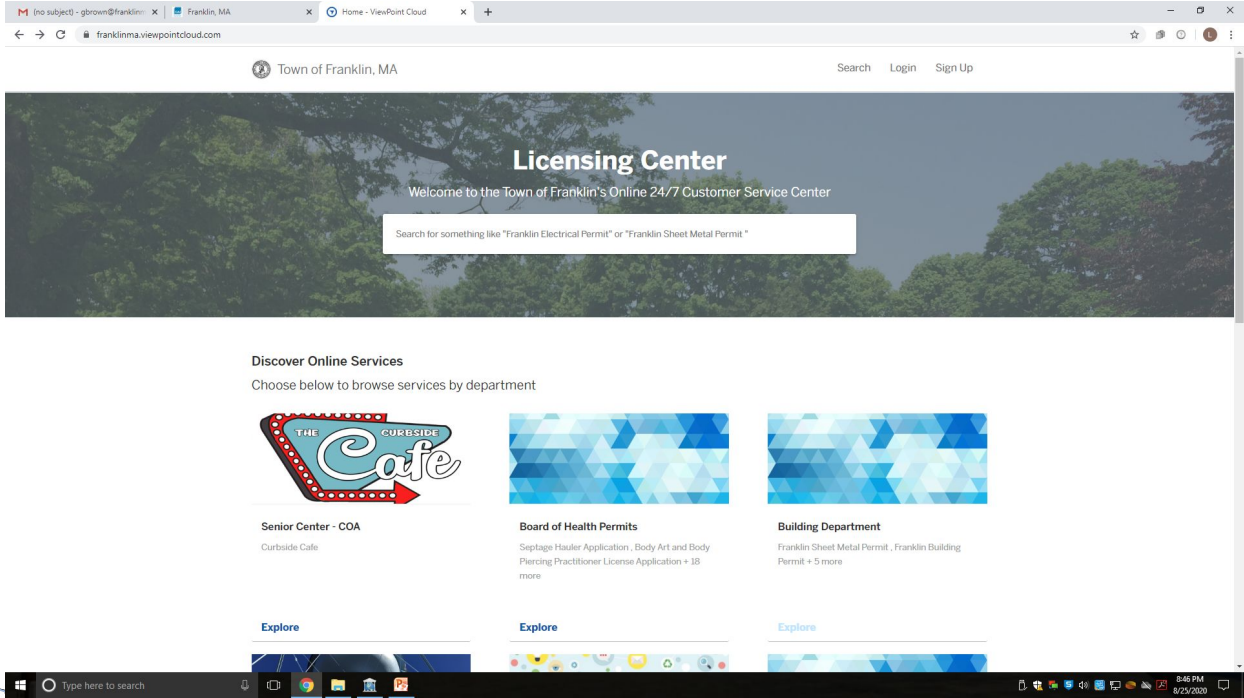 (no subject) - gbrown@franklinm
Franklin, MA
Home - ViewPoint Cloud
franklinma.viewpointcloud.com
L
Town of Franklin, MA
Search
Login
Sign Up
Licensing Center
Welcome to the Town of Franklin's Online 24/7 Customer Service Center
Search for something like "Franklin Electrical Permit" or "Franklin Sheet Metal Permit "
Discover Online Services
Choose below to browse services by department
THE CURBSIDE
Cafe
Senior Center - COA
Curbside Cafe
Explore
Board of Health Permits
Septage Hauler Application , Body Art and Body
Piercing Practitioner License Application + 18
more
Explore
Building Department
Franklin Sheet Metal Permit , Franklin Building
Permit + 5 more
Explore
Type here to search
8:46 PM
8/25/2020